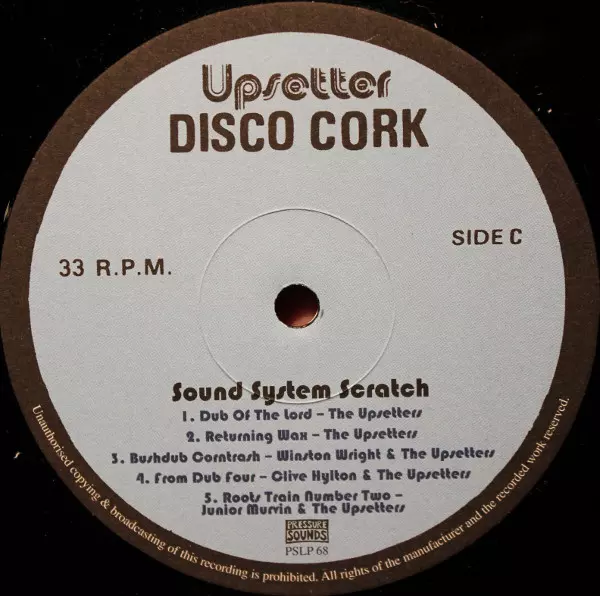 Upsetter
DISCO CORK
33 R.P.M.
SIDE C
Sound System Scratch
1. Dub Of The Lord – The Upsetters
2. Returning Wax – The Upsetters
3. Bushdub Corntrash – Winston Wright & The Upsetters
4. From Dub Four – Clive Hylton & The Upsetters
5. Roots Train Number Two –
Junior Murvin & The Upsetters
PRESSURE
SOUNDS
PSLP 68
Unauthorised copying & broadcasting of this recording is prohibited. All rights of the manufacturer and the recorded work reserved.